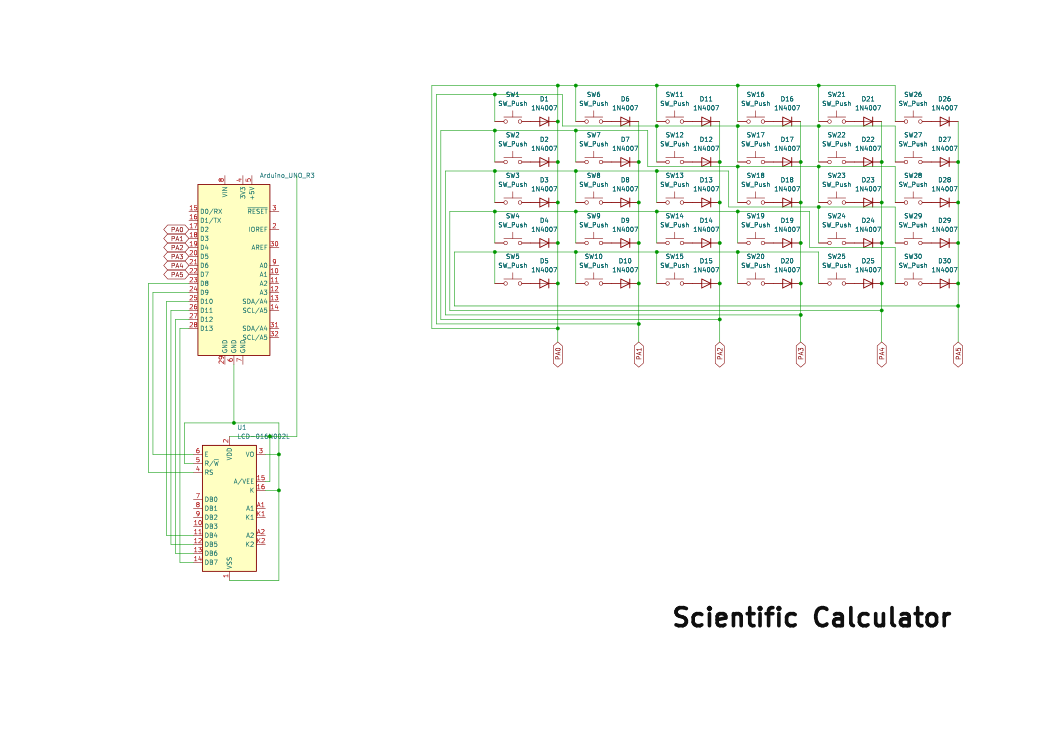 SW1 SW6 SW11 SW16 SW21 SW26
SW_Push D1 SW_Push D6 SW_Push D11 SW_Push D16 SW_Push D21 SW_Push D26
1N4007 1N4007 1N4007 1N4007 1N4007 1N4007
SW2 SW7 SW12 SW17 SW22 SW27
SW_Push D2 SW_Push D7 SW_Push D12 SW_Push D17 SW_Push D22 SW_Push D27
1N4007 1N4007 1N4007 1N4007 1N4007 1N4007
SW3 SW8 SW13 SW18 SW23 SW28
SW_Push D3 SW_Push D8 SW_Push D13 SW_Push D18 SW_Push D23 SW_Push D28
1N4007 1N4007 1N4007 1N4007 1N4007 1N4007
SW4 SW9 SW14 SW19 SW24 SW29
SW_Push D4 SW_Push D9 SW_Push D14 SW_Push D19 SW_Push D24 SW_Push D29
1N4007 1N4007 1N4007 1N4007 1N4007 1N4007
SW5 SW10 SW15 SW20 SW25 SW30
SW_Push D5 SW_Push D10 SW_Push D15 SW_Push D20 SW_Push D25 SW_Push D30
1N4007 1N4007 1N4007 1N4007 1N4007 1N4007
PA0 PA1 PA2 PA3 PA4 PA5
Arduino_UNO_R3
8 4 5
VIN 3V3 +5V
15 D0/RX RESET 3
16 D1/TX
PA0 17 D2 IOREF 2
PA1 18 D3
PA2 19 D4 AREF 30
PA3 20 D5
PA4 21 D6 A0 9
PA5 22 D7 A1 10
23 D8 A2 11
24 D9 A3 12
25 D10 SDA/A4 13
26 D11 SCL/A5 14
27 D12
28 D13 SDA/A4 31
SCL/A5 32
GND GND GND
29 6 7
U1
LCD-016N002L
2
VDD
6 E VO 3
5 R/W
4 RS
A/VEE 15
K 16
7 DB0
8 DB1 A1 A1
9 DB2 K1 K1
10 DB3
11 DB4 A2 A2
12 DB5 K2 K2
13 DB6
14 DB7
VSS
1
Scientific Calculator